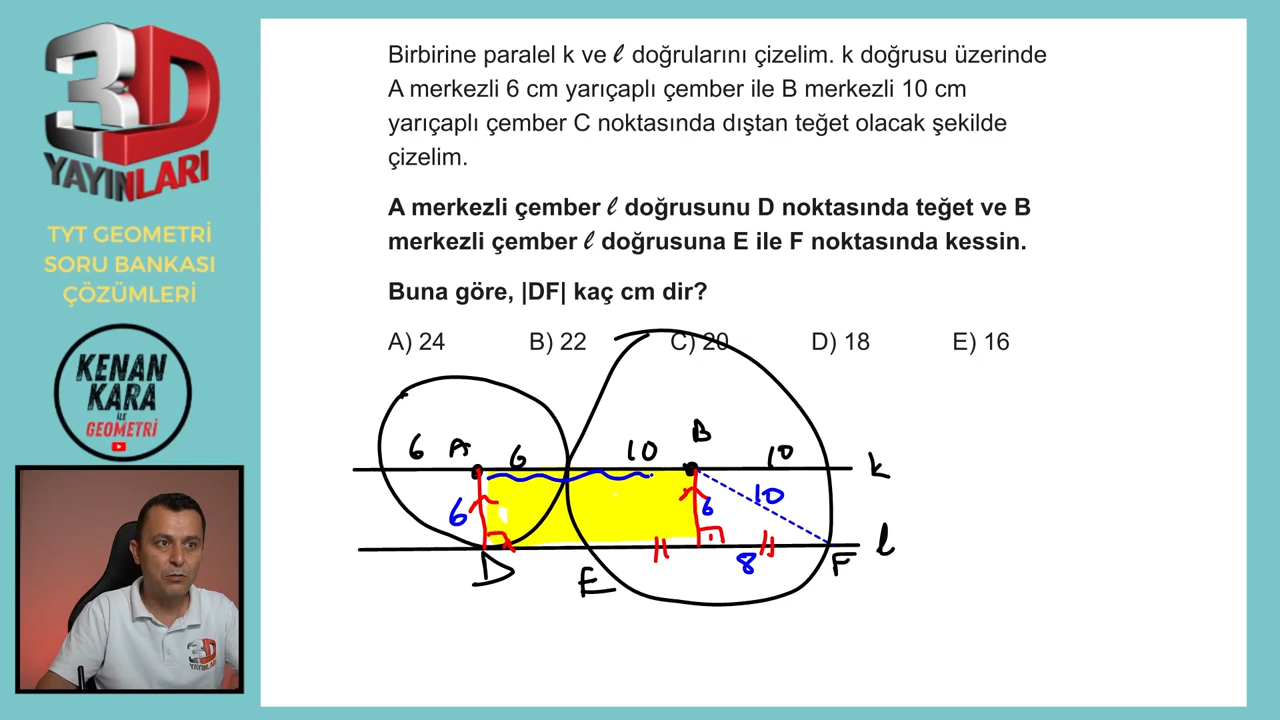 3D
YAYINLARI
TYT GEOMETRİ
SORU BANKASI
ÇÖZÜMLERİ
KENAN
KARA
İLE
GEOMETRİ
3D
YAYINLARI
Birbirine paralel k ve ℓ doğrularını çizelim. k doğrusu üzerinde
A merkezli 6 cm yarıçaplı çember ile B merkezli 10 cm
yarıçaplı çember C noktasında dıştan teğet olacak şekilde
çizelim.
A merkezli çember ℓ doğrusunu D noktasında teğet ve B
merkezli çember ℓ doğrusuna E ile F noktasında kessin.
Buna göre, |DF| kaç cm dir?
A) 24 B) 22 C) 20 D) 18 E) 16
6 A 6 10 B 10 k
6 6 10
8 l
D E F